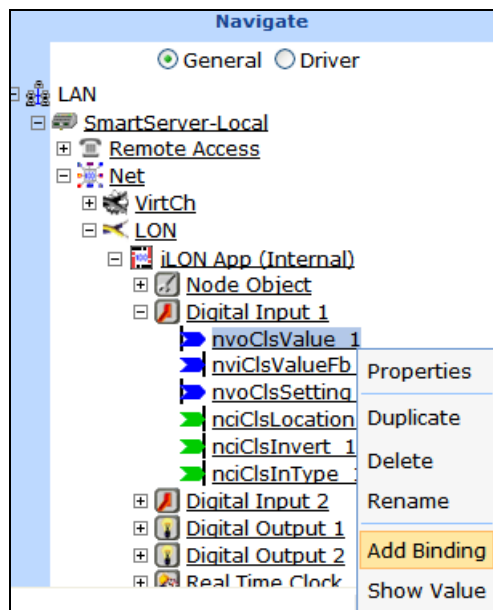 Navigate
General Driver
LAN
SmartServer-Local
Remote Access
Net
VirtCh
LON
iLON App (Internal)
Node Object
Digital Input 1
nvoClsValue_1
nviClsValueFb
nvoClsSetting
nciClsLocation
nciClsInvert_1
nciClsInType_
Digital Input 2
Digital Output 1
Digital Output 2
Real Time Clock
Properties
Duplicate
Delete
Rename
Add Binding
Show Value